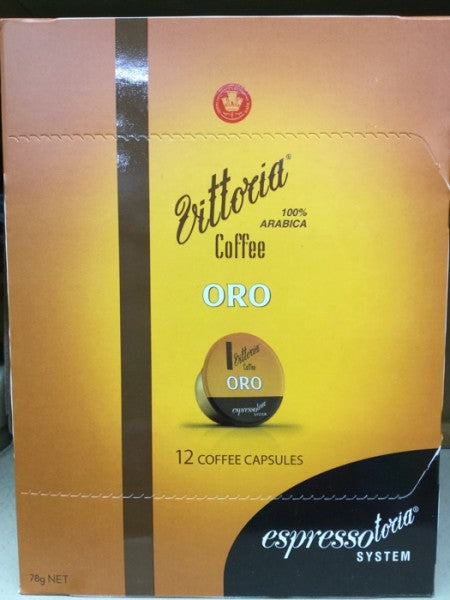 Vittoria®
100%
ARABICA
Coffee
ORO
Vittoria
Coffee
ORO
espressotoria
SYSTEM
12 COFFEE CAPSULES
espressotoria®
SYSTEM
78g NET